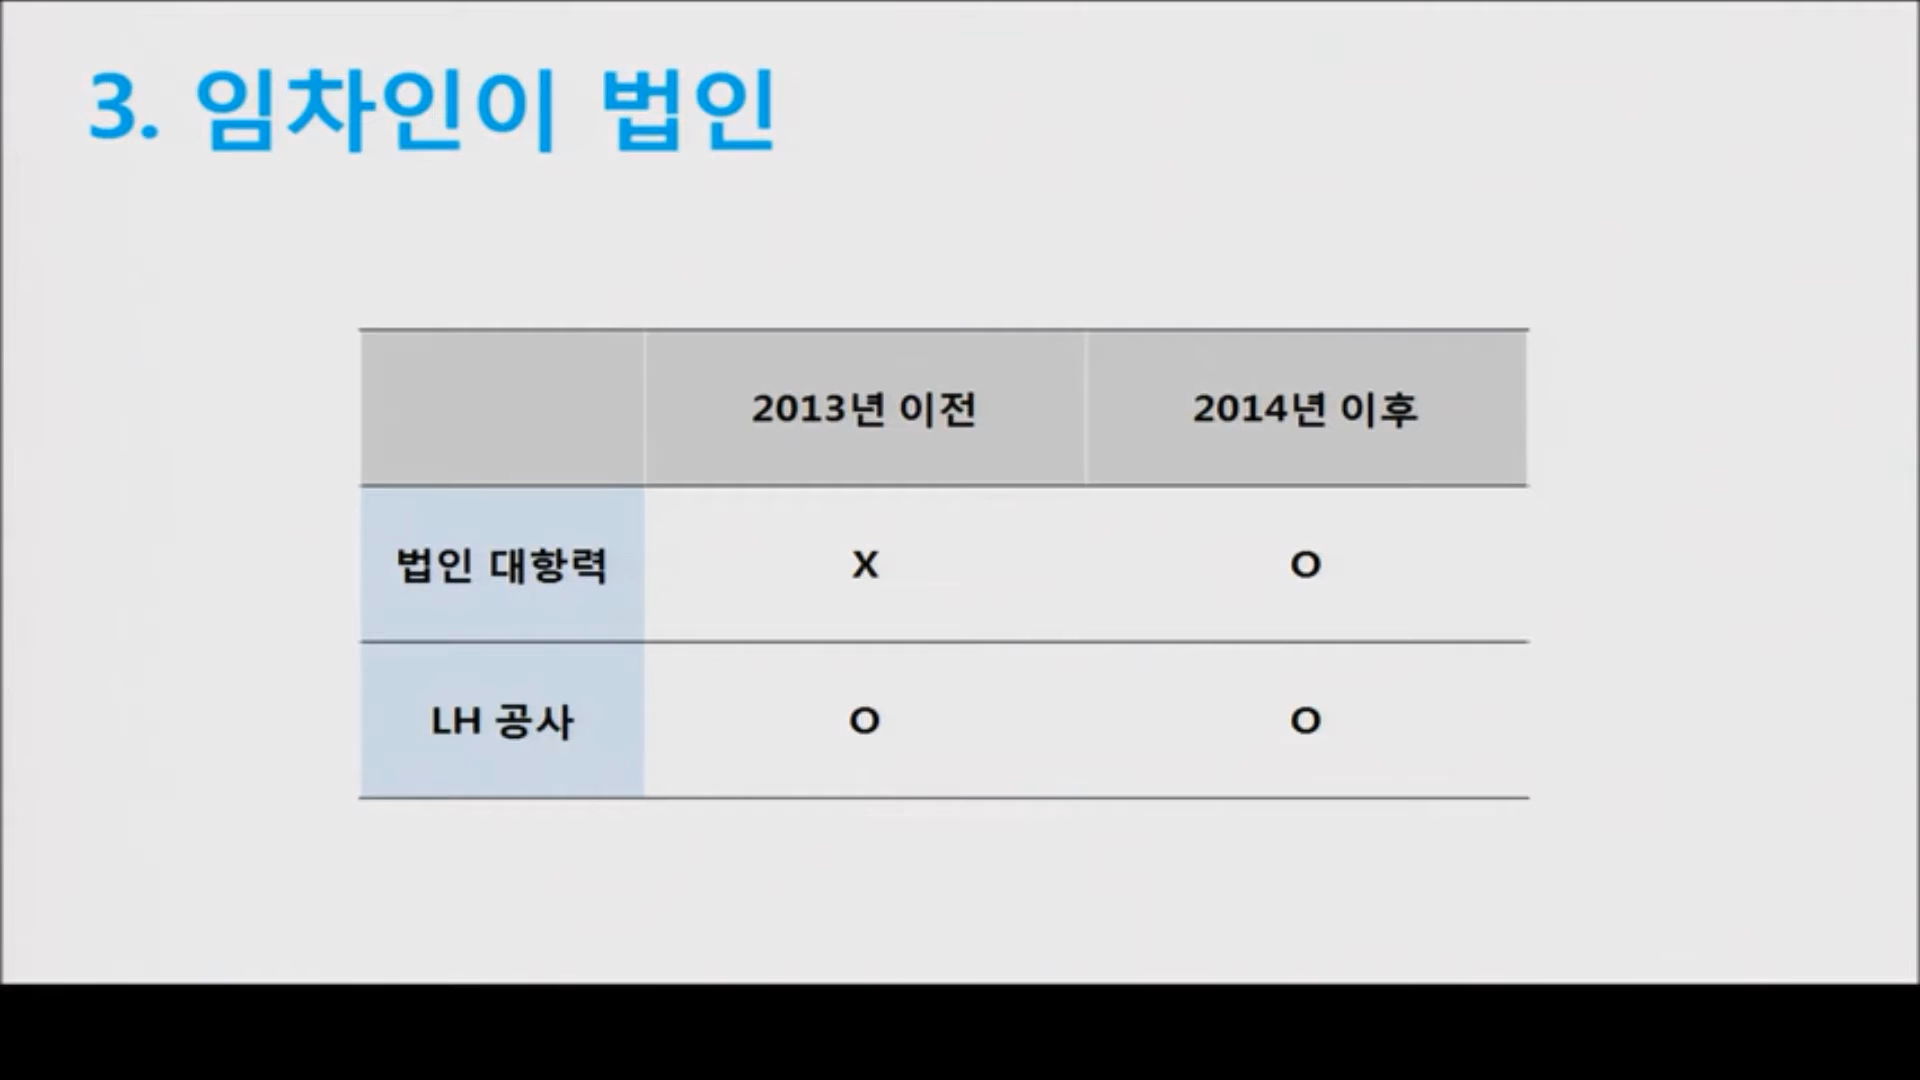 3. 임차인이 법인
2013년 이전 2014년 이후
법인 대항력 X O
LH 공사 O O